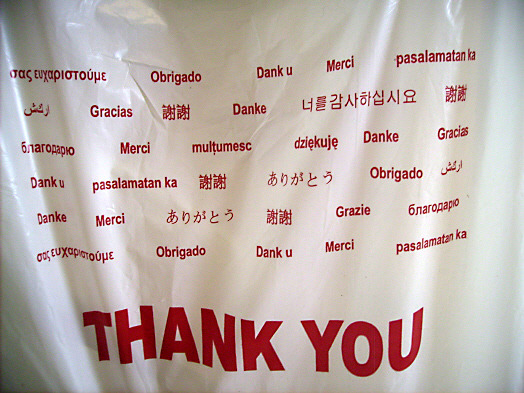 σας ευχαριστούμε Obrigado Dank u Merci pasalamatan ka
Gracias 謝謝 Danke 너를 감사하십시요 謝謝
благодарю Merci mulţumesc dziękuję Danke Gracias
Dank u pasalamatan ka 謝謝 ありがとう Obrigado
Danke Merci ありがとう 謝謝 Grazie благодарю
σας ευχαριστούμε Obrigado Dank u Merci pasalamatan ka
THANK YOU